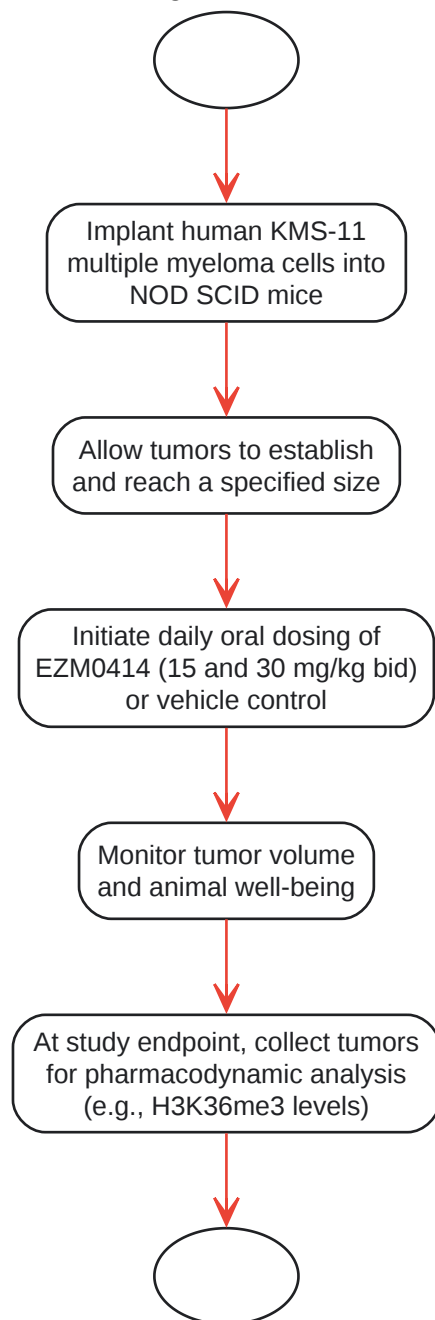 Implant human KMS-11
multiple myeloma cells into
NOD SCID mice
Allow tumors to establish
and reach a specified size
Initiate daily oral dosing of
EZM0414 (15 and 30 mg/kg bid)
or vehicle control
Monitor tumor volume
and animal well-being
At study endpoint, collect tumors
for pharmacodynamic analysis
(e.g., H3K36me3 levels)